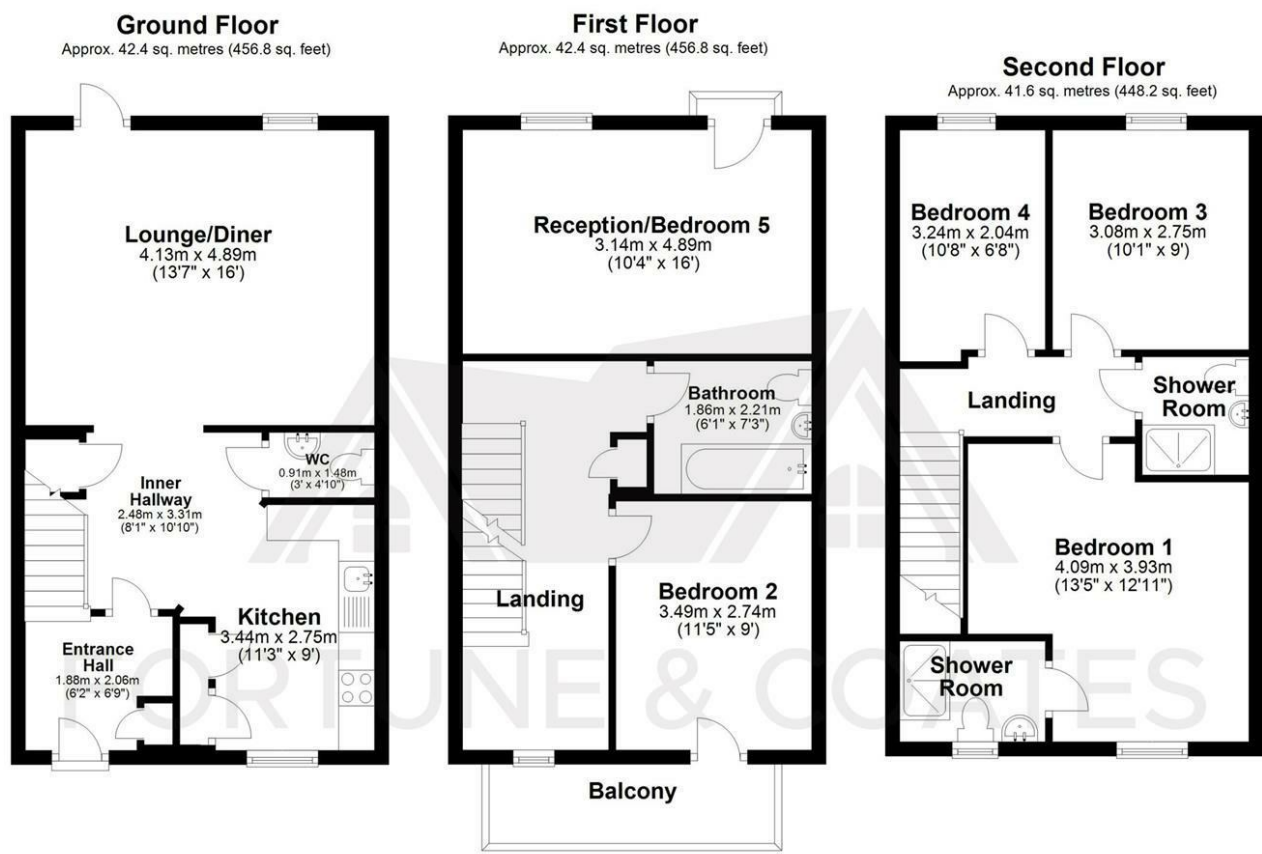 Ground Floor
Approx. 42.4 sq. metres (456.8 sq. feet)
Lounge/Diner
4.13m x 4.89m
(13'7" x 16')
WC
0.91m x 1.48m
(3' x 4'10")
Inner
Hallway
2.48m x 3.31m
(8'1" x 10'10")
Kitchen
3.44m x 2.75m
(11'3" x 9')
Entrance
Hall
1.88m x 2.06m
(6'2" x 6'9")
First Floor
Approx. 42.4 sq. metres (456.8 sq. feet)
Reception/Bedroom 5
3.14m x 4.89m
(10'4" x 16')
Bathroom
1.86m x 2.21m
(6'1" x 7'3")
Landing
Bedroom 2
3.49m x 2.74m
(11'5" x 9')
Balcony
Second Floor
Approx. 41.6 sq. metres (448.2 sq. feet)
Bedroom 4
3.24m x 2.04m
(10'8" x 6'8")
Bedroom 3
3.08m x 2.75m
(10'1" x 9')
Landing
Shower
Room
Bedroom 1
4.09m x 3.93m
(13'5" x 12'11")
Shower
Room
FORTUNE & COATES